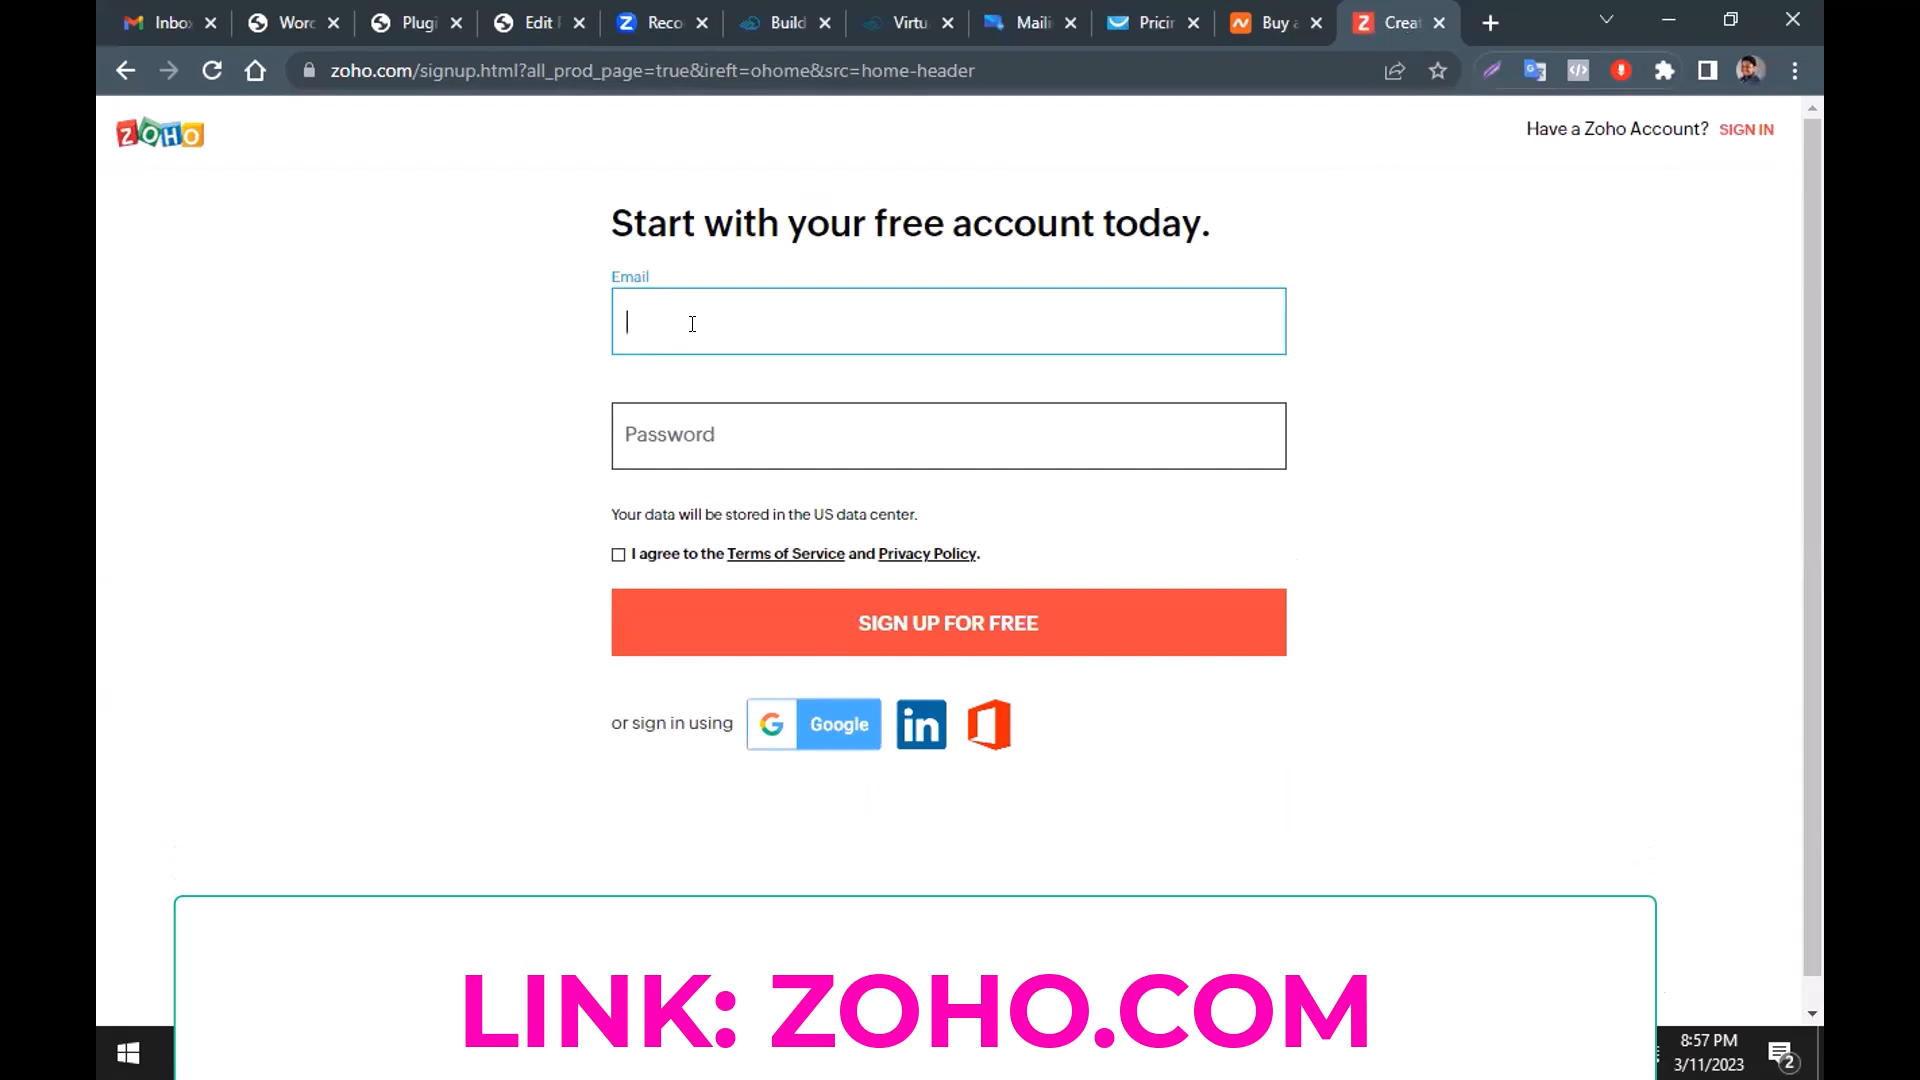 Inbo
Word
Plugi
Edit
Reco
Build
Virtu
Maili
Pricin
Buy a
Creat
zoho.com/signup.html?all_prod_page=true&ireft=ohome&src=home-header
ZOHO
Have a Zoho Account? SIGN IN
Start with your free account today.
Email
Password
Your data will be stored in the US data center.
I agree to the Terms of Service and Privacy Policy.
SIGN UP FOR FREE
or sign in using
Google
in
LINK: ZOHO.COM
8:57 PM
3/11/2023
2